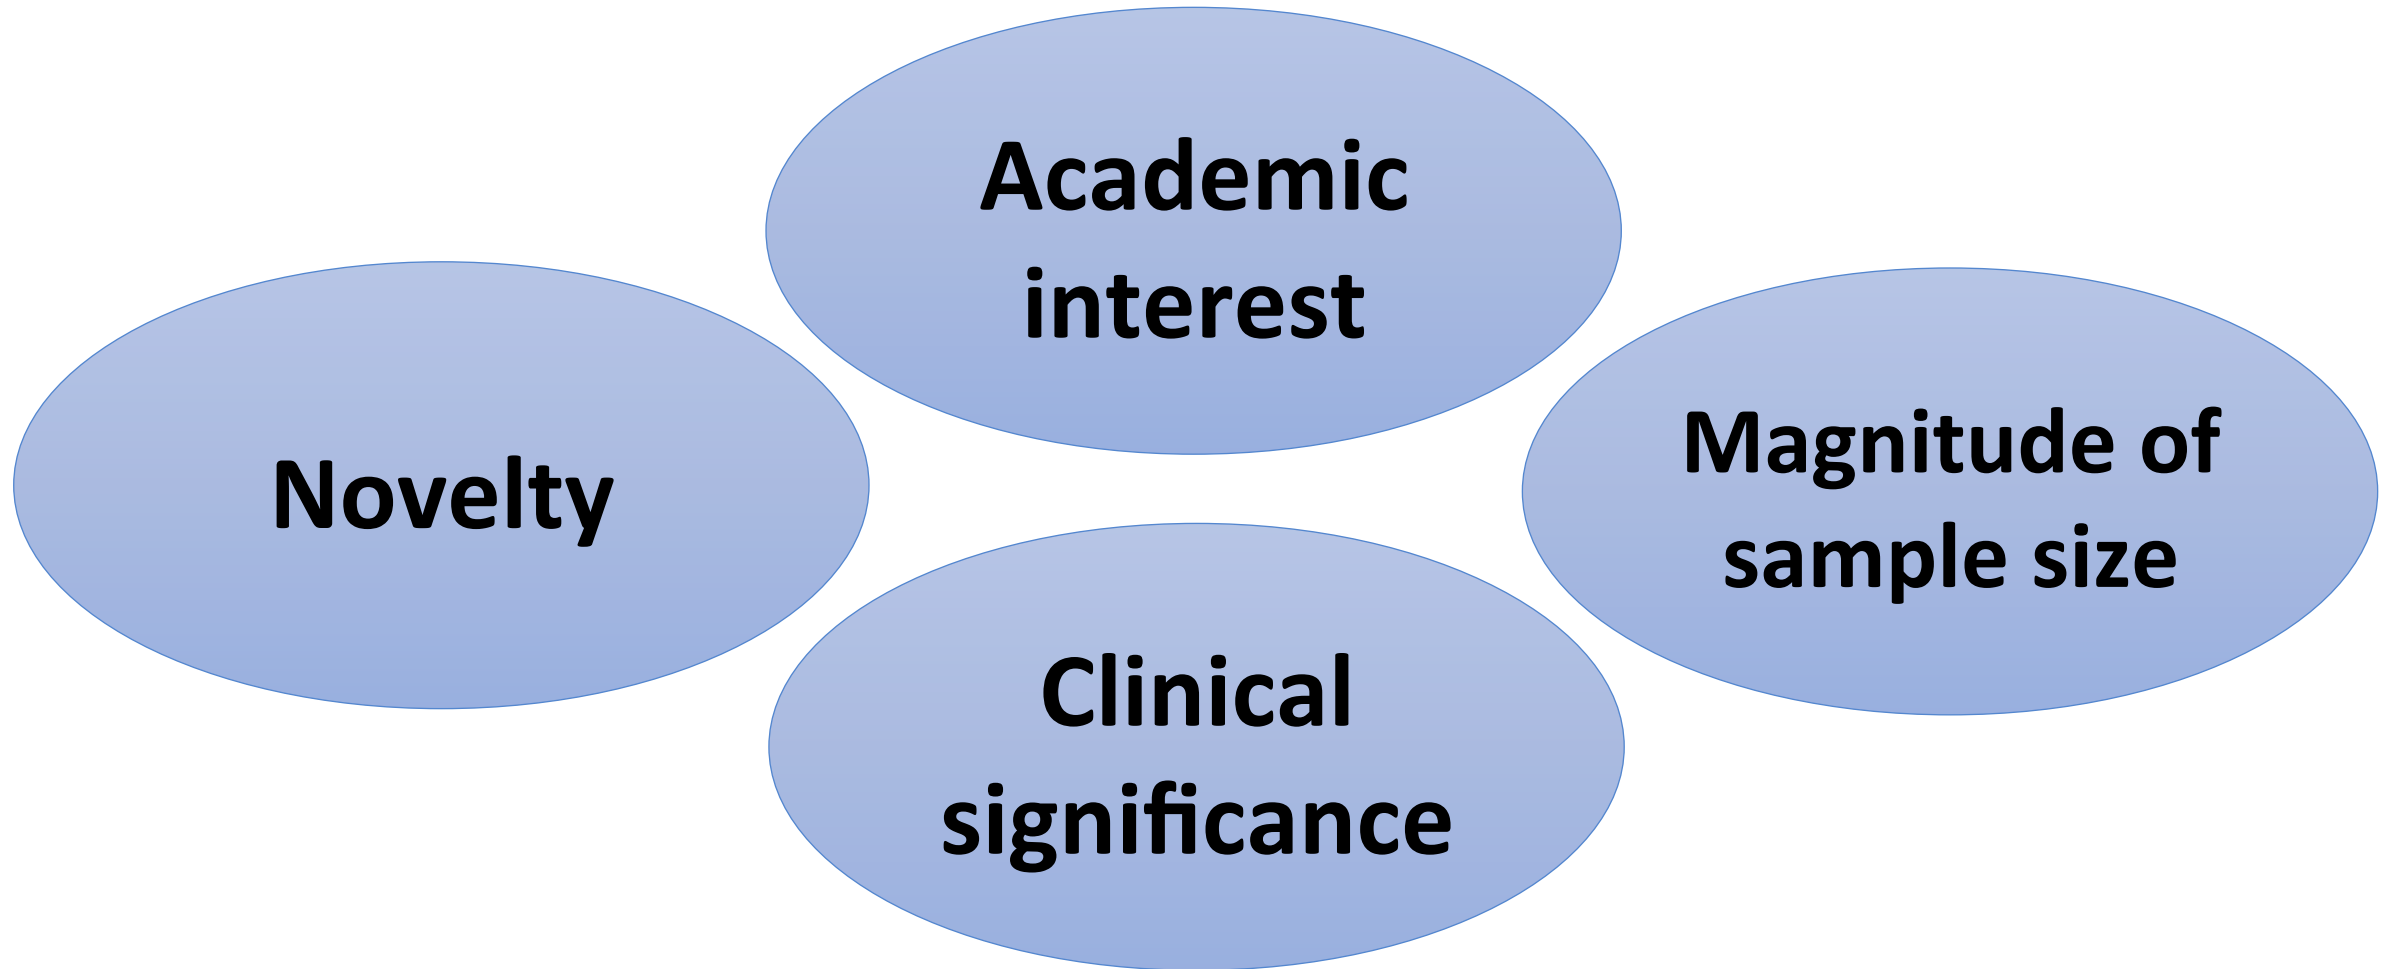 Academic
interest
Novelty
Magnitude of
sample size
Clinical
significance